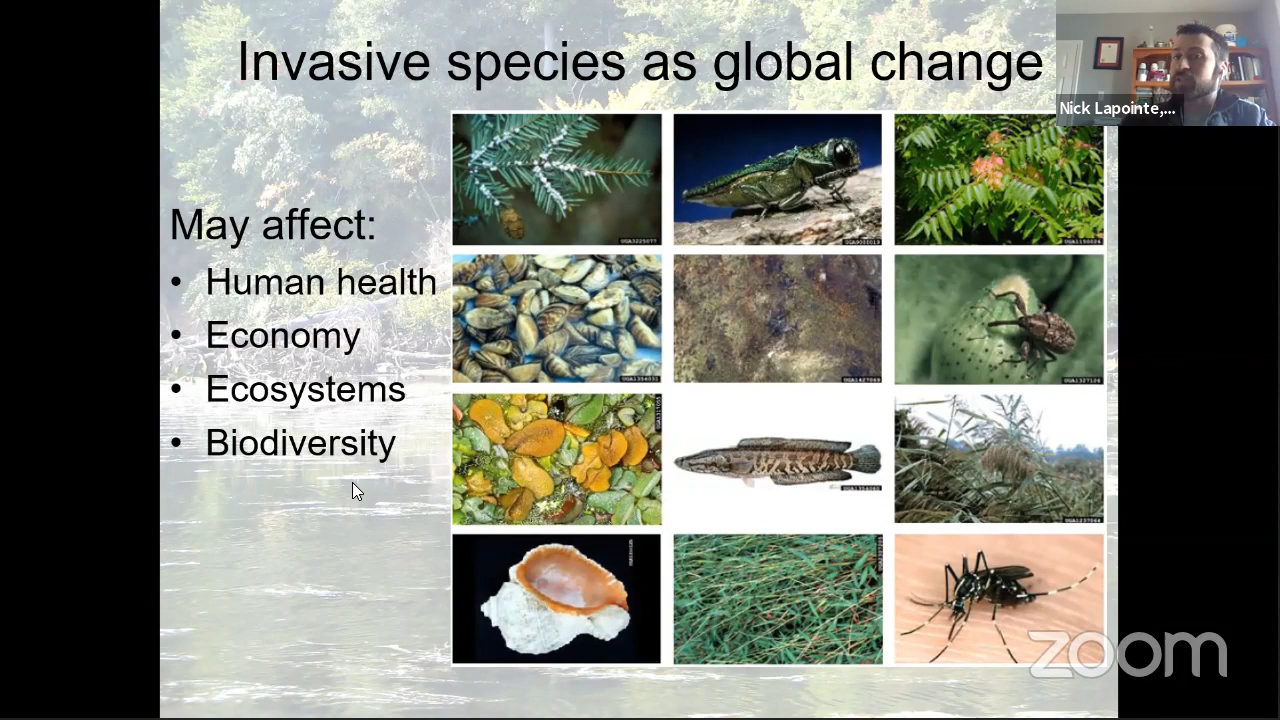 Invasive species as global change
Nick Lapointe,...
May affect:
• Human health
• Economy
• Ecosystems
• Biodiversity
zoom